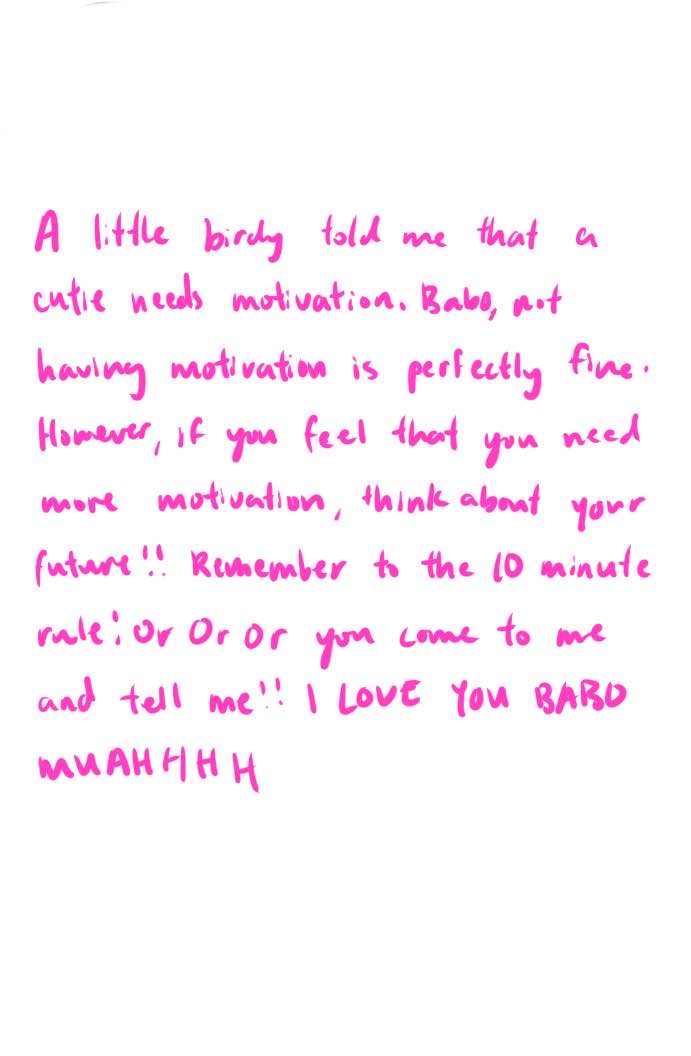 A little birdy told me that a
cutie needs motivation. Babo, not
having motivation is perfectly fine.
However, if you feel that you need
more motivation, think about your
future!! Remember to the 10 minute
rule! Or Or Or you come to me
and tell me!! I LOVE YOU BABO
MUAHHHH